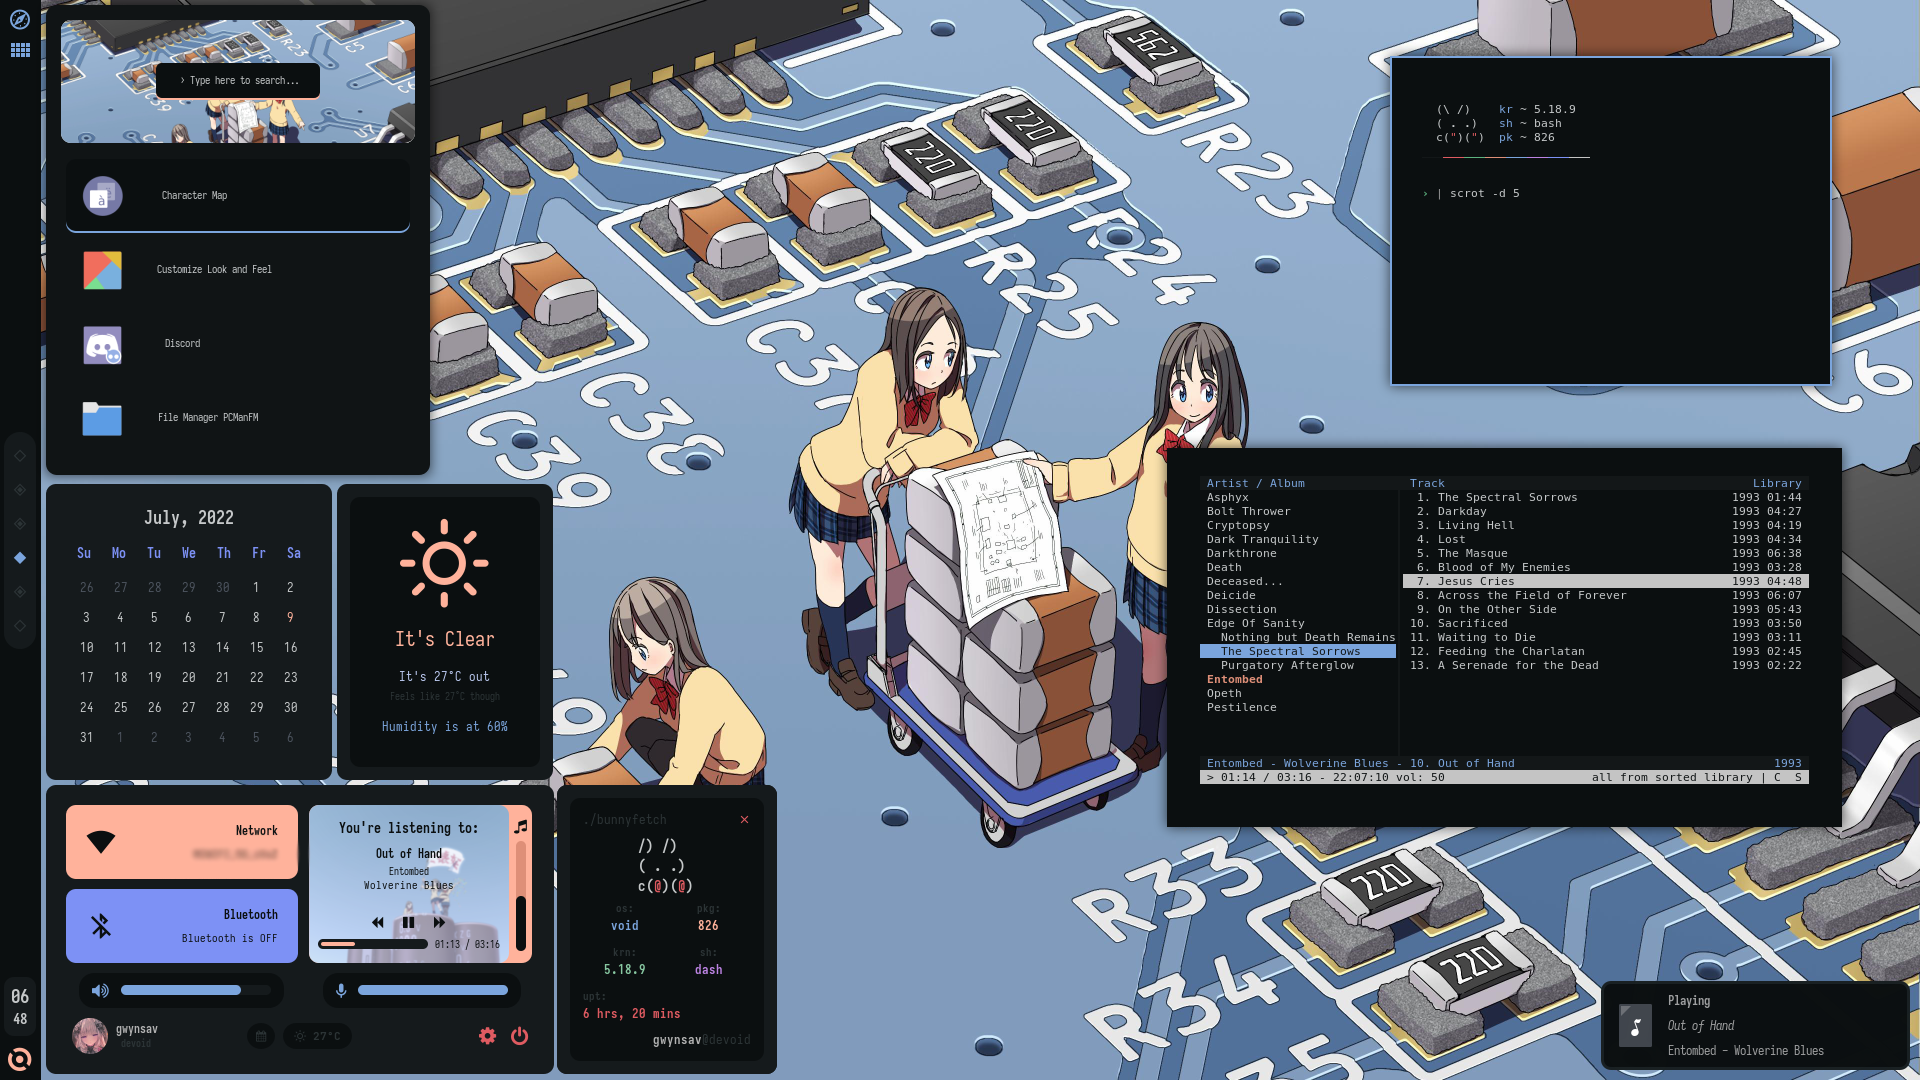 › Type here to search...
Character Map
Customize Look and Feel
Discord
File Manager PCManFM
July, 2022
Su Mo Tu We Th Fr Sa
26 27 28 29 30 1 2
3 4 5 6 7 8 9
10 11 12 13 14 15 16
17 18 19 20 21 22 23
24 25 26 27 28 29 30
31 1 2 3 4 5 6
It's Clear
It's 27°C out
Feels like 27°C though
Humidity is at 60%
Network
Bluetooth
Bluetooth is OFF
You're listening to:
Out of Hand
Entombed
Wolverine Blues
01:13 / 03:16
06
48
gwynsav
devoid
27°C
./bunnyfetch
/) /)
( . .)
c(@)(@)
os: pkg:
void 826
krn: sh:
5.18.9 dash
upt:
6 hrs, 20 mins
gwynsav@devoid
(\ /) kr ~ 5.18.9
( . .) sh ~ bash
c(")(") pk ~ 826
› | scrot -d 5
Artist / Album Track Library
Asphyx 1. The Spectral Sorrows 1993 01:44
Bolt Thrower 2. Darkday 1993 04:27
Cryptopsy 3. Living Hell 1993 04:19
Dark Tranquility 4. Lost 1993 04:34
Darkthrone 5. The Masque 1993 06:38
Death 6. Blood of My Enemies 1993 03:28
Deceased... 7. Jesus Cries 1993 04:48
Deicide 8. Across the Field of Forever 1993 06:07
Dissection 9. On the Other Side 1993 05:43
Edge Of Sanity 10. Sacrificed 1993 03:50
Nothing but Death Remains 11. Waiting to Die 1993 03:11
The Spectral Sorrows 12. Feeding the Charlatan 1993 02:45
Purgatory Afterglow 13. A Serenade for the Dead 1993 02:22
Entombed
Opeth
Pestilence
Entombed - Wolverine Blues - 10. Out of Hand 1993
> 01:14 / 03:16 - 22:07:10 vol: 50 all from sorted library | C S
Playing
Out of Hand
Entombed - Wolverine Blues
562
220
220
R23
R24
R25
C38
C39
R33
R34
220
220